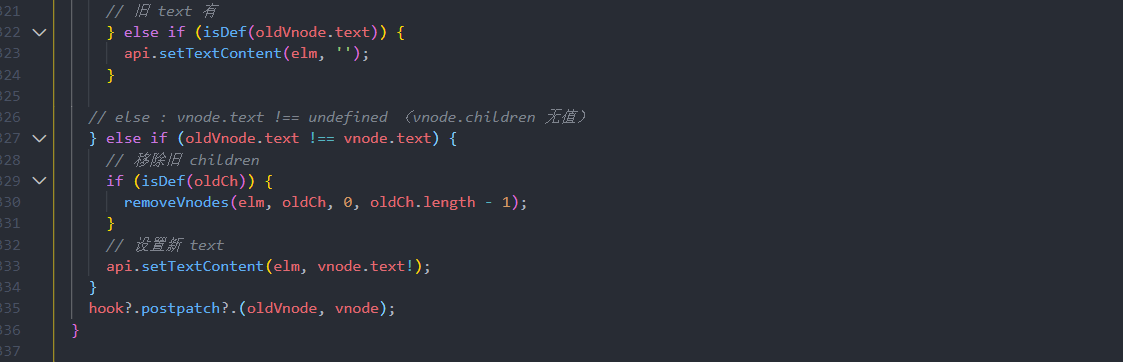 321 // 旧 text 有
322 } else if (isDef(oldVnode.text)) {
323 api.setTextContent(elm, '');
324 }
325
326 // else : vnode.text !== undefined （vnode.children 无值）
327 } else if (oldVnode.text !== vnode.text) {
328 // 移除旧 children
329 if (isDef(oldCh)) {
330 removeVnodes(elm, oldCh, 0, oldCh.length - 1);
331 }
332 // 设置新 text
333 api.setTextContent(elm, vnode.text!);
334 }
335 hook?.postpatch?.(oldVnode, vnode);
336 }
337